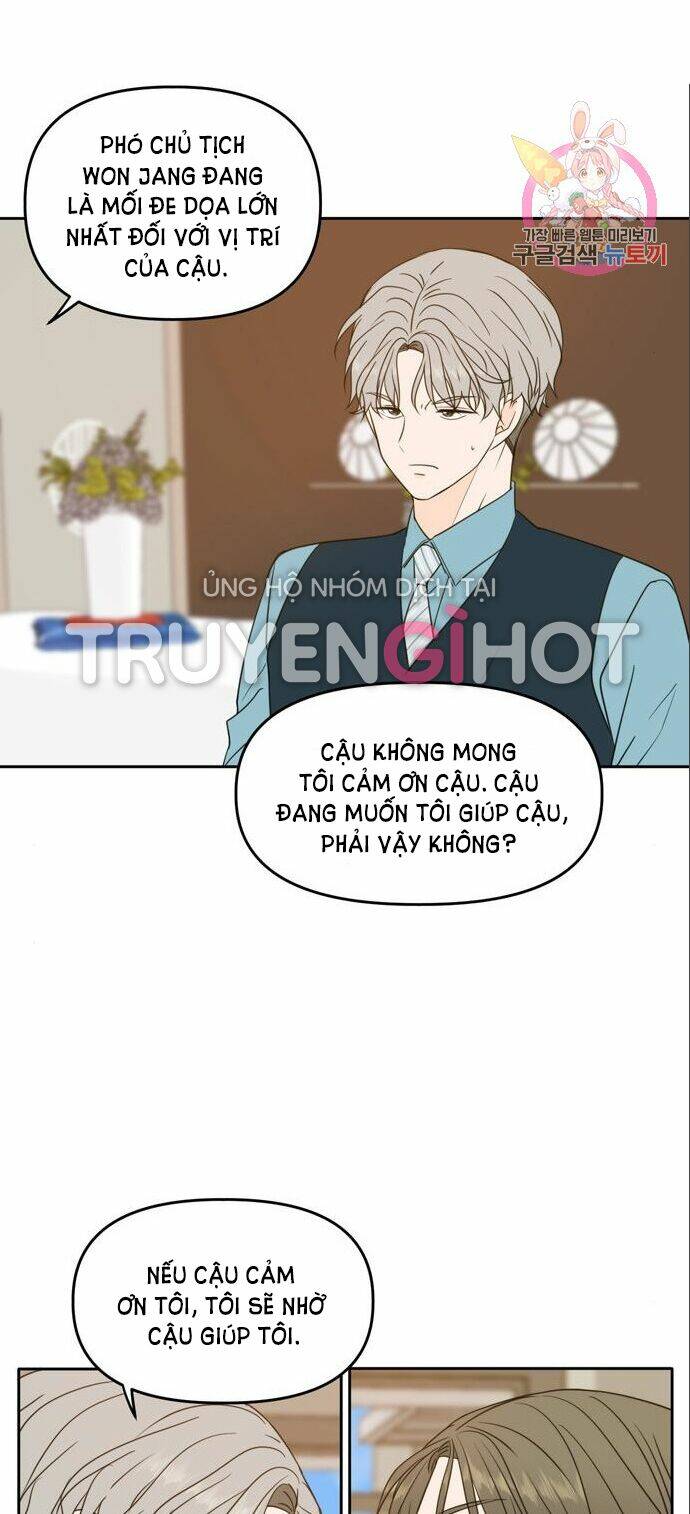 PHÓ CHỦ TỊCH
WON JANG ĐANG
LÀ MỐI ĐE DỌA LỚN
NHẤT ĐỐI VỚI VỊ TRÍ
CỦA CẬU.
가장 빠른 웹툰 미리보기
구글검색 뉴토끼
ỦNG HỘ NHÓM DỊCH TẠI
TRUYENGIHOT
CẬU KHÔNG MONG
TÔI CẢM ƠN CẬU. CẬU
ĐANG MUỐN TÔI GIÚP CẬU,
PHẢI VẬY KHÔNG?
NẾU CẬU CẢM
ƠN TÔI, TÔI SẼ NHỜ
CẬU GIÚP TÔI.